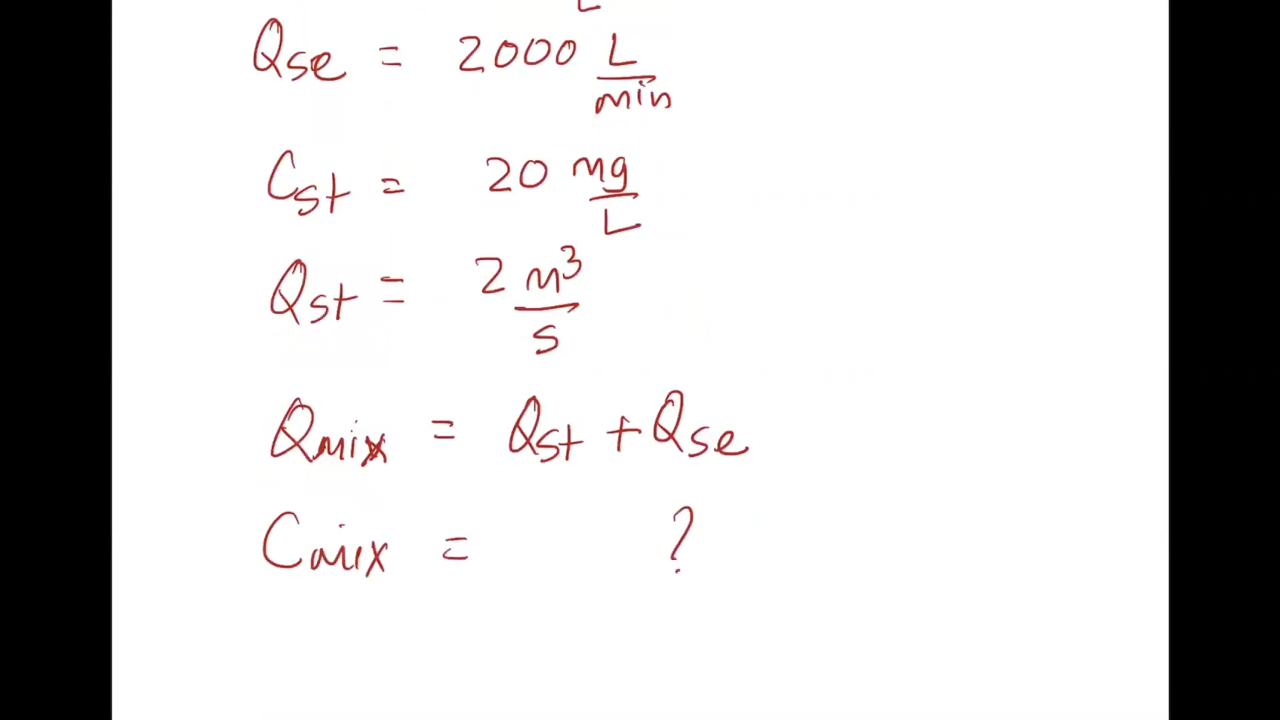 L
Qse = 2000 L/min
Cst = 20 mg/L
Qst = 2 m³/s
Qmix = Qst + Qse
Cmix = ?